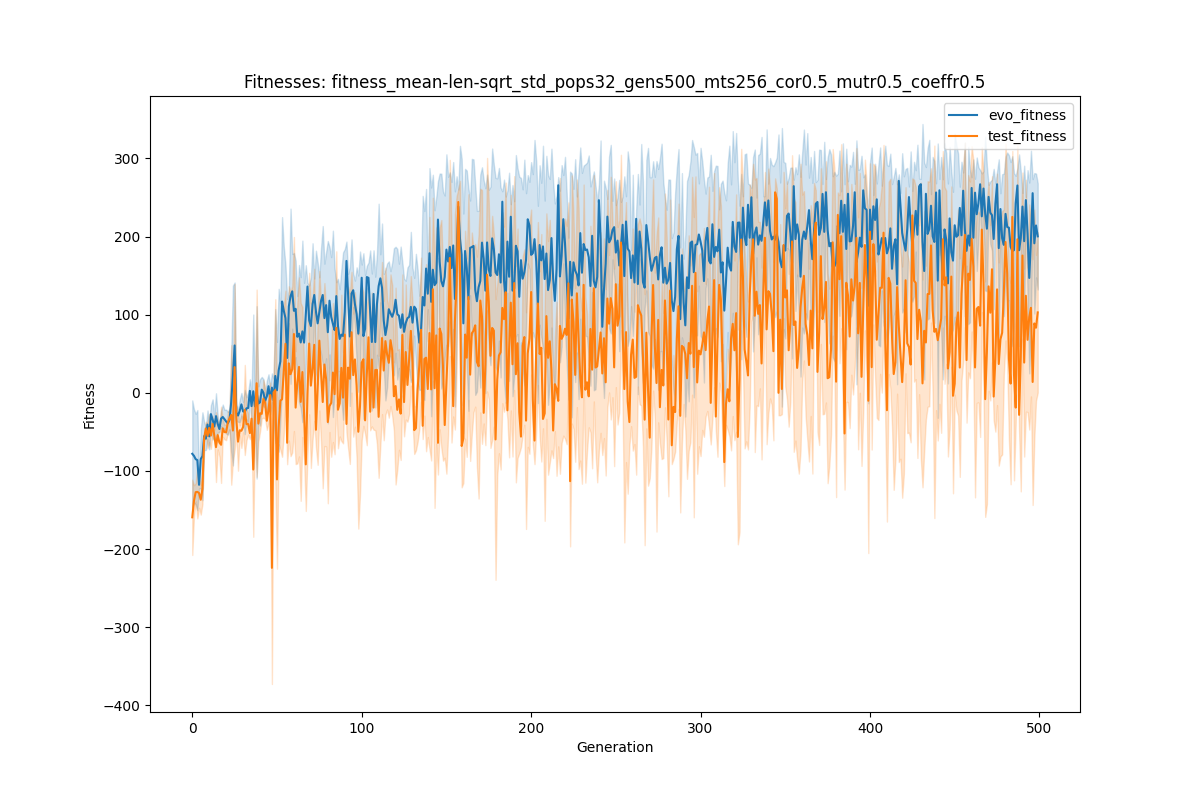 Fitnesses: fitness_mean-len-sqrt_std_pops32_gens500_mts256_cor0.5_mutr0.5_coeffr0.5
evo_fitness
test_fitness
300
200
100
0
−100
−200
−300
−400
Fitness
0 100 200 300 400 500
Generation